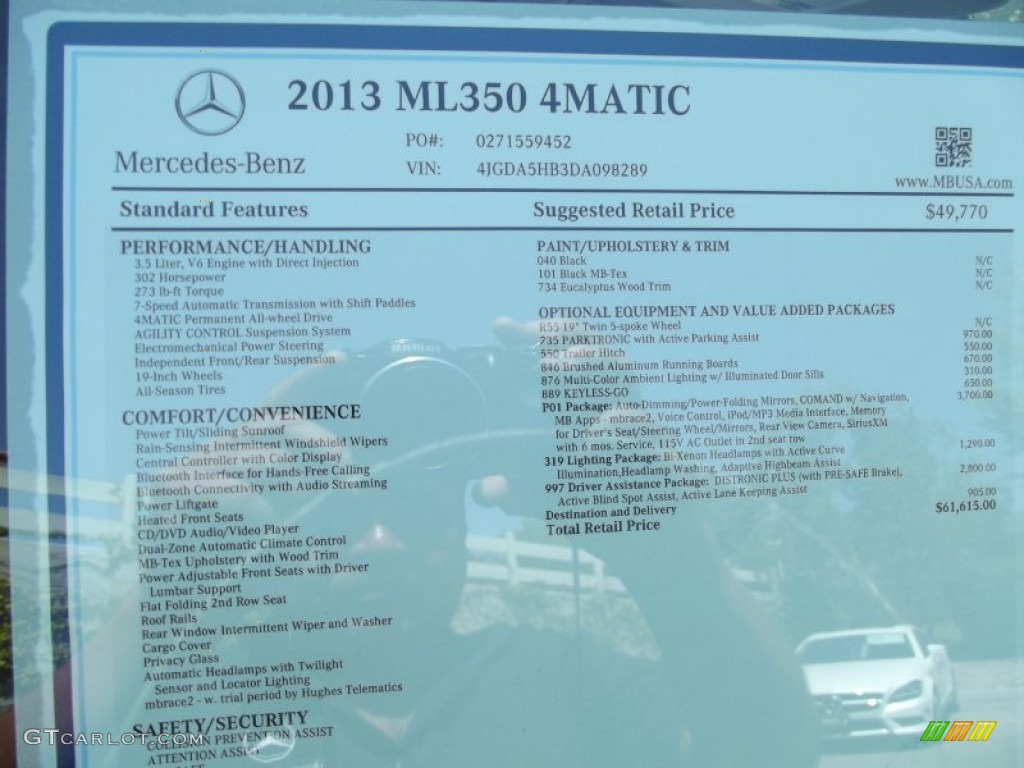 2013 ML350 4MATIC
PO#: 0271559452
Mercedes-Benz
VIN: 4JGDA5HB3DA098289
www.MBUSA.com
Standard Features
Suggested Retail Price $49,770
PERFORMANCE/HANDLING
3.5 Liter, V6 Engine with Direct Injection
302 Horsepower
273 lb-ft Torque
7-Speed Automatic Transmission with Shift Paddles
4MATIC Permanent All-wheel Drive
AGILITY CONTROL Suspension System
Electromechanical Power Steering
Independent Front/Rear Suspension
19-Inch Wheels
All-Season Tires
COMFORT/CONVENIENCE
Power Tilt/Sliding Sunroof
Rain-Sensing Intermittent Windshield Wipers
Central Controller with Color Display
Bluetooth Interface for Hands-Free Calling
Bluetooth Connectivity with Audio Streaming
Power Liftgate
Heated Front Seats
CD/DVD Audio/Video Player
Dual-Zone Automatic Climate Control
MB-Tex Upholstery with Wood Trim
Power Adjustable Front Seats with Driver
Lumbar Support
Flat Folding 2nd Row Seat
Roof Rails
Rear Window Intermittent Wiper and Washer
Cargo Cover
Privacy Glass
Automatic Headlamps with Twilight
Sensor and Locator Lighting
mbrace2 - w. trial period by Hughes Telematics
SAFETY/SECURITY
COLLISION PREVENTION ASSIST
ATTENTION ASSIST
PAINT/UPHOLSTERY & TRIM
040 Black N/C
101 Black MB-Tex N/C
734 Eucalyptus Wood Trim N/C
OPTIONAL EQUIPMENT AND VALUE ADDED PACKAGES
R55 19" Twin 5-spoke Wheel N/C
235 PARKTRONIC with Active Parking Assist 970.00
550 Trailer Hitch 550.00
846 Brushed Aluminum Running Boards 670.00
876 Multi-Color Ambient Lighting w/ Illuminated Door Sills 310.00
889 KEYLESS-GO 650.00
P01 Package: Auto-Dimming/Power-Folding Mirrors, COMAND w/ Navigation, 3,700.00
MB Apps - mbrace2, Voice Control, iPod/MP3 Media Interface, Memory
for Driver's Seat/Steering Wheel/Mirrors, Rear View Camera, SiriusXM
with 6 mos. Service, 115V AC Outlet in 2nd seat row
319 Lighting Package: Bi-Xenon Headlamps with Active Curve 1,290.00
Illumination,Headlamp Washing, Adaptive Highbeam Assist
997 Driver Assistance Package: DISTRONIC PLUS (with PRE-SAFE Brake), 2,800.00
Active Blind Spot Assist, Active Lane Keeping Assist
Destination and Delivery 905.00
Total Retail Price $61,615.00
GTcarlot.com